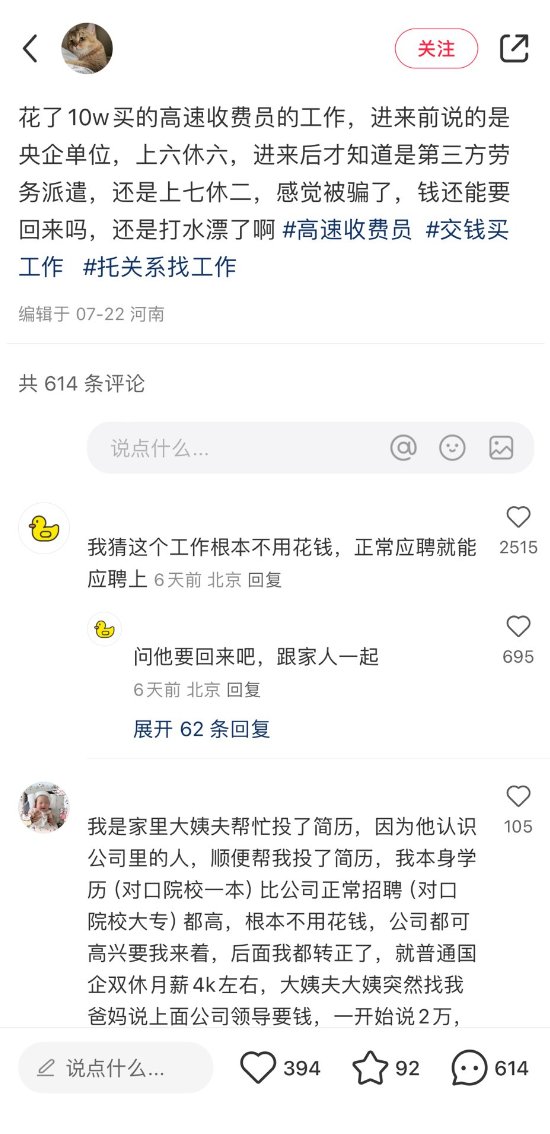 关注
花了10w买的高速收费员的工作，进来前说的是
央企单位，上六休六，进来后才知道是第三方劳
务派遣，还是上七休二，感觉被骗了，钱还能要
回来吗，还是打水漂了啊 #高速收费员 #交钱买
工作 #托关系找工作
编辑于 07-22 河南
共 614 条评论
说点什么...
我猜这个工作根本不用花钱，正常应聘就能
应聘上 6天前 北京 回复
2515
问他要回来吧，跟家人一起
695
6天前 北京 回复
展开 62 条回复
我是家里大姨夫帮忙投了简历，因为他认识
105
公司里的人，顺便帮我投了简历，我本身学
历（对口院校一本）比公司正常招聘（对口
院校大专）都高，根本不用花钱，公司都可
高兴要我来着，后面我都转正了，就普通国
企双休月薪4k左右，大姨夫大姨突然找我
爸妈说上面公司领导要钱，一开始说2万，
说点什么...
394
92
614